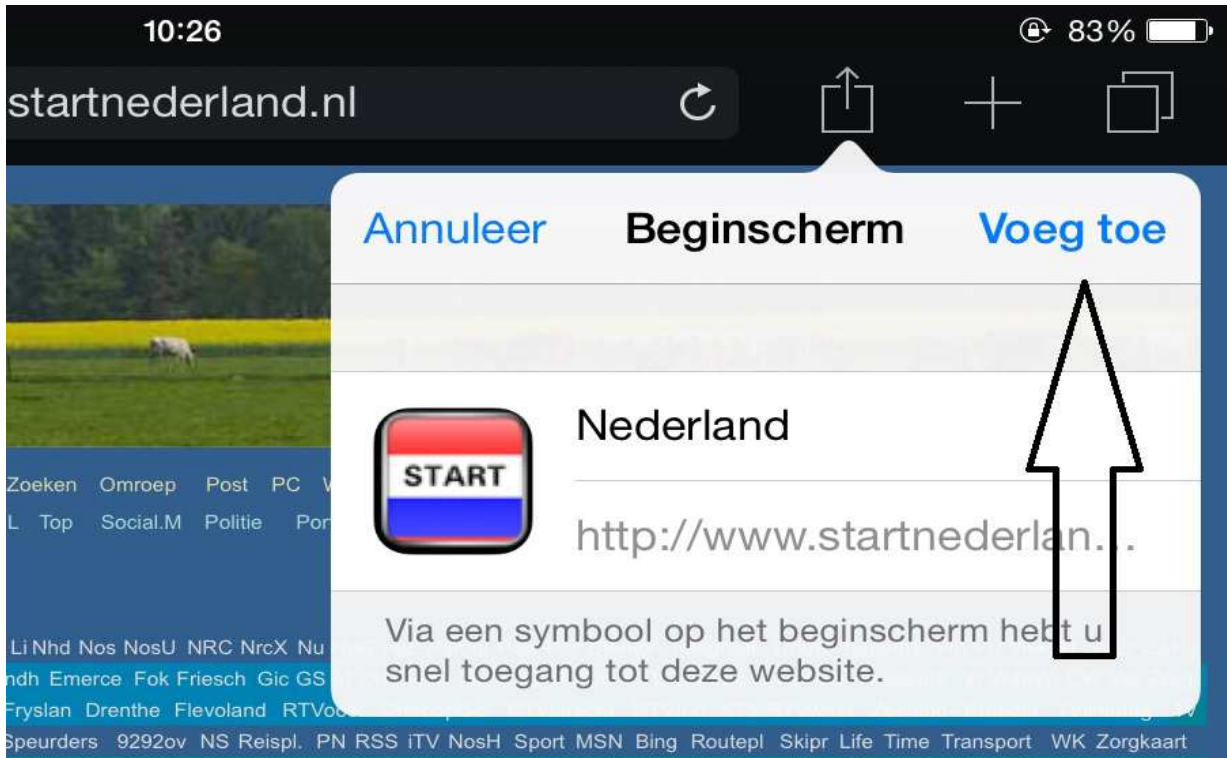 10:26 83%
startnederland.nl
Annuleer Beginscherm Voeg toe
START
Nederland
http://www.startnederlan...
Via een symbool op het beginscherm hebt u
snel toegang tot deze website.
Zoeken Omroep Post PC
L Top Social.M Politie
Li Nhd Nos NosU NRC NrcX Nu
ndh Emerce Fok Friesch Gic GS
Fryslan Drenthe Flevoland
Speurders 9292ov NS Reispl. PN RSS iTV NosH Sport MSN Bing Routepl Skipr Life Time Transport WK Zorgkaart